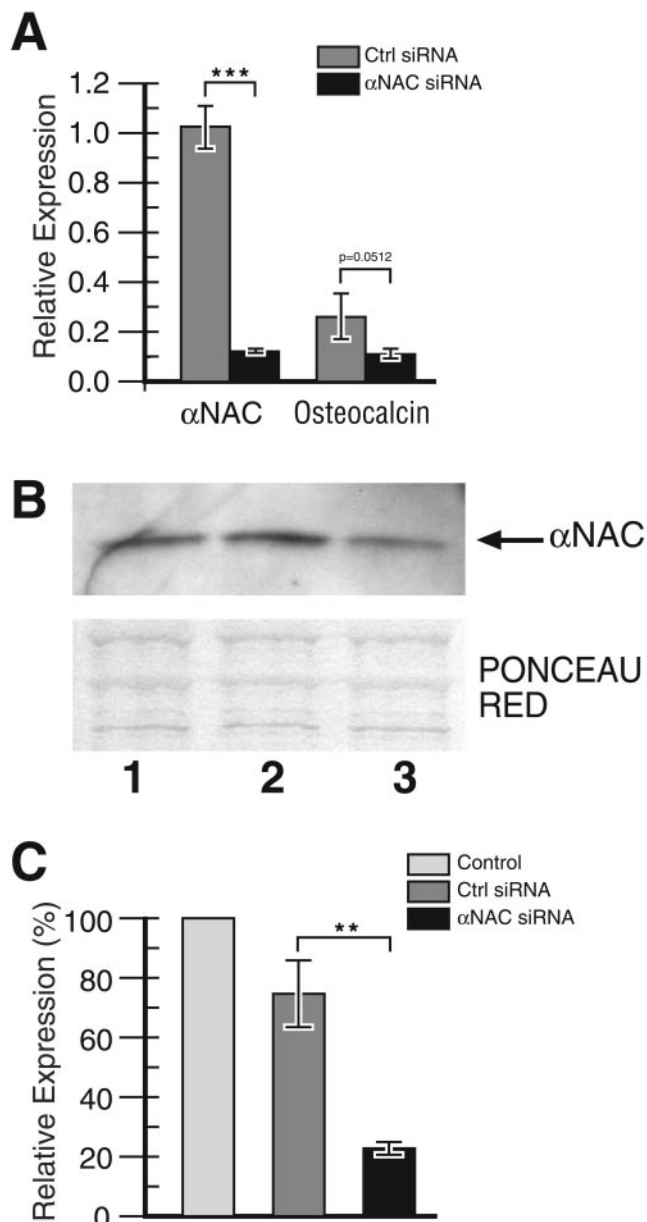 A
Ctrl siRNA
αNAC siRNA
Relative Expression
1.2
1.0
0.8
0.6
0.4
0.2
0.0
***
p=0.0512
αNAC
Osteocalcin
B
αNAC
PONCEAU
RED
1 2 3
C
Control
Ctrl siRNA
αNAC siRNA
Relative Expression (%)
100
80
60
40
20
0
**